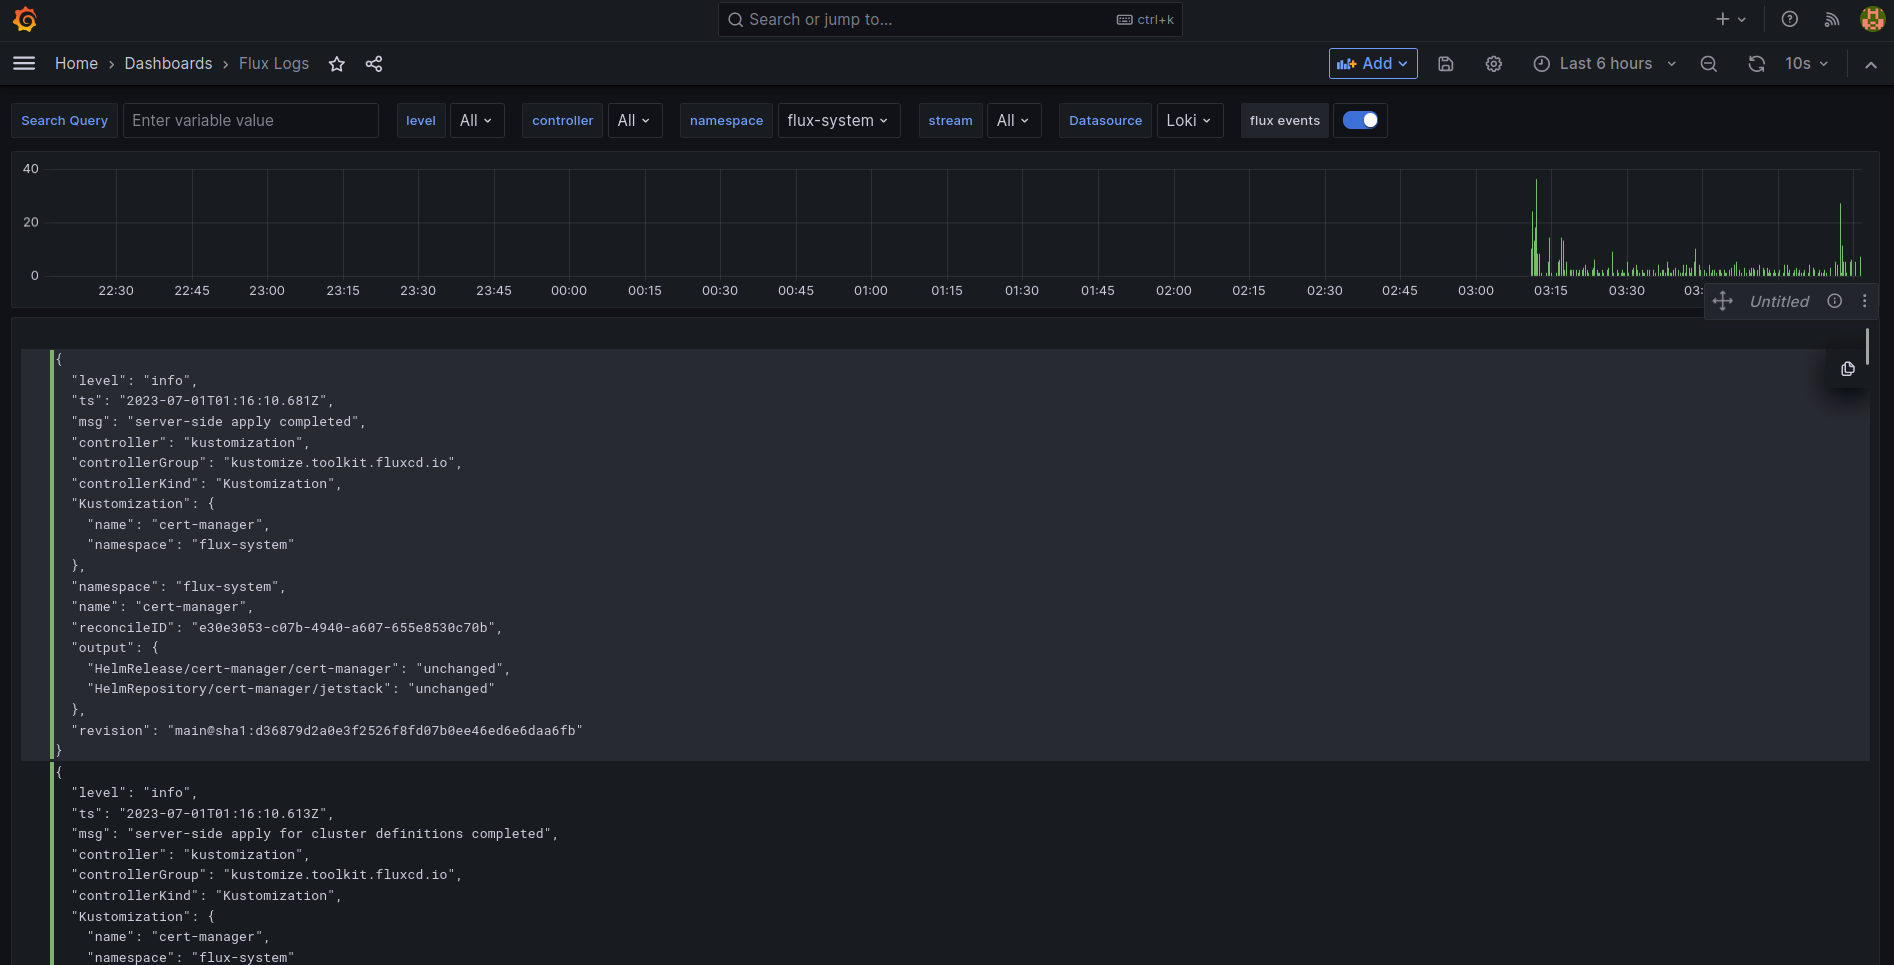 Search or jump to... ctrl+k
Home › Dashboards › Flux Logs Add Last 6 hours 10s
Search Query Enter variable value level All controller All namespace flux-system stream All Datasource Loki flux events
40
20
0
22:30 22:45 23:00 23:15 23:30 23:45 00:00 00:15 00:30 00:45 01:00 01:15 01:30 01:45 02:00 02:15 02:30 02:45 03:00 03:15 03:30 03:
Untitled
{
"level": "info",
"ts": "2023-07-01T01:16:10.681Z",
"msg": "server-side apply completed",
"controller": "kustomization",
"controllerGroup": "kustomize.toolkit.fluxcd.io",
"controllerKind": "Kustomization",
"Kustomization": {
"name": "cert-manager",
"namespace": "flux-system"
},
"namespace": "flux-system",
"name": "cert-manager",
"reconcileID": "e30e3053-c07b-4940-a607-655e8530c70b",
"output": {
"HelmRelease/cert-manager/cert-manager": "unchanged",
"HelmRepository/cert-manager/jetstack": "unchanged"
},
"revision": "main@sha1:d36879d2a0e3f2526f8fd07b0ee46ed6e6daa6fb"
}
{
"level": "info",
"ts": "2023-07-01T01:16:10.613Z",
"msg": "server-side apply for cluster definitions completed",
"controller": "kustomization",
"controllerGroup": "kustomize.toolkit.fluxcd.io",
"controllerKind": "Kustomization",
"Kustomization": {
"name": "cert-manager",
"namespace": "flux-system"